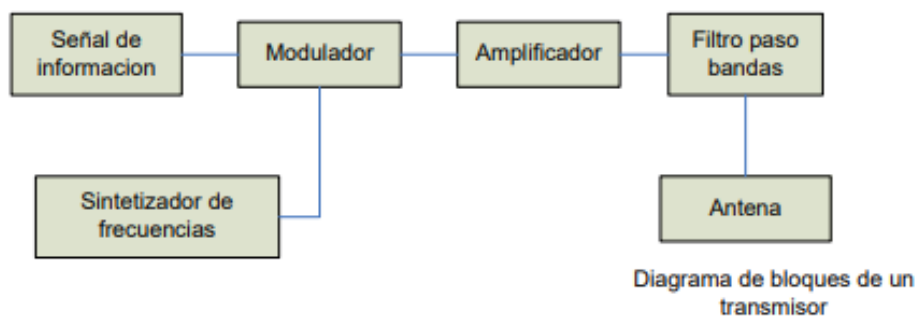 Señal de
informacion
Modulador
Amplificador
Filtro paso
bandas
Sintetizador de
frecuencias
Antena
Diagrama de bloques de un
transmisor